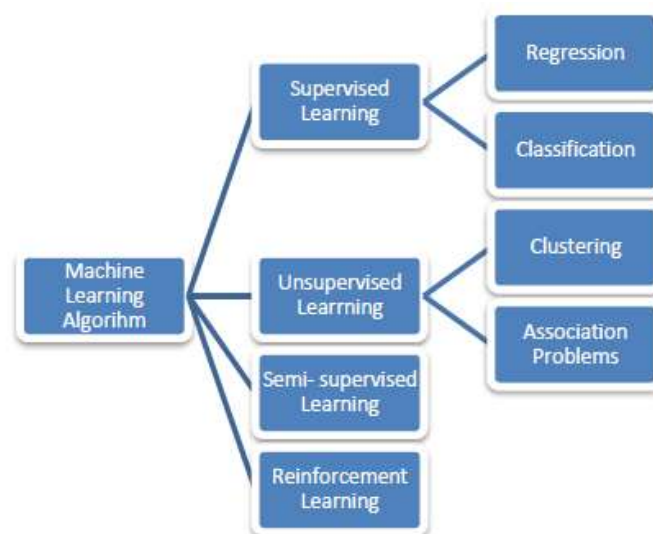 Machine
Learning
Algorihm
Supervised
Learning
Regression
Classification
Unsupervised
Learrning
Clustering
Association
Problems
Semi- supervised
Learning
Reinforcement
Learning